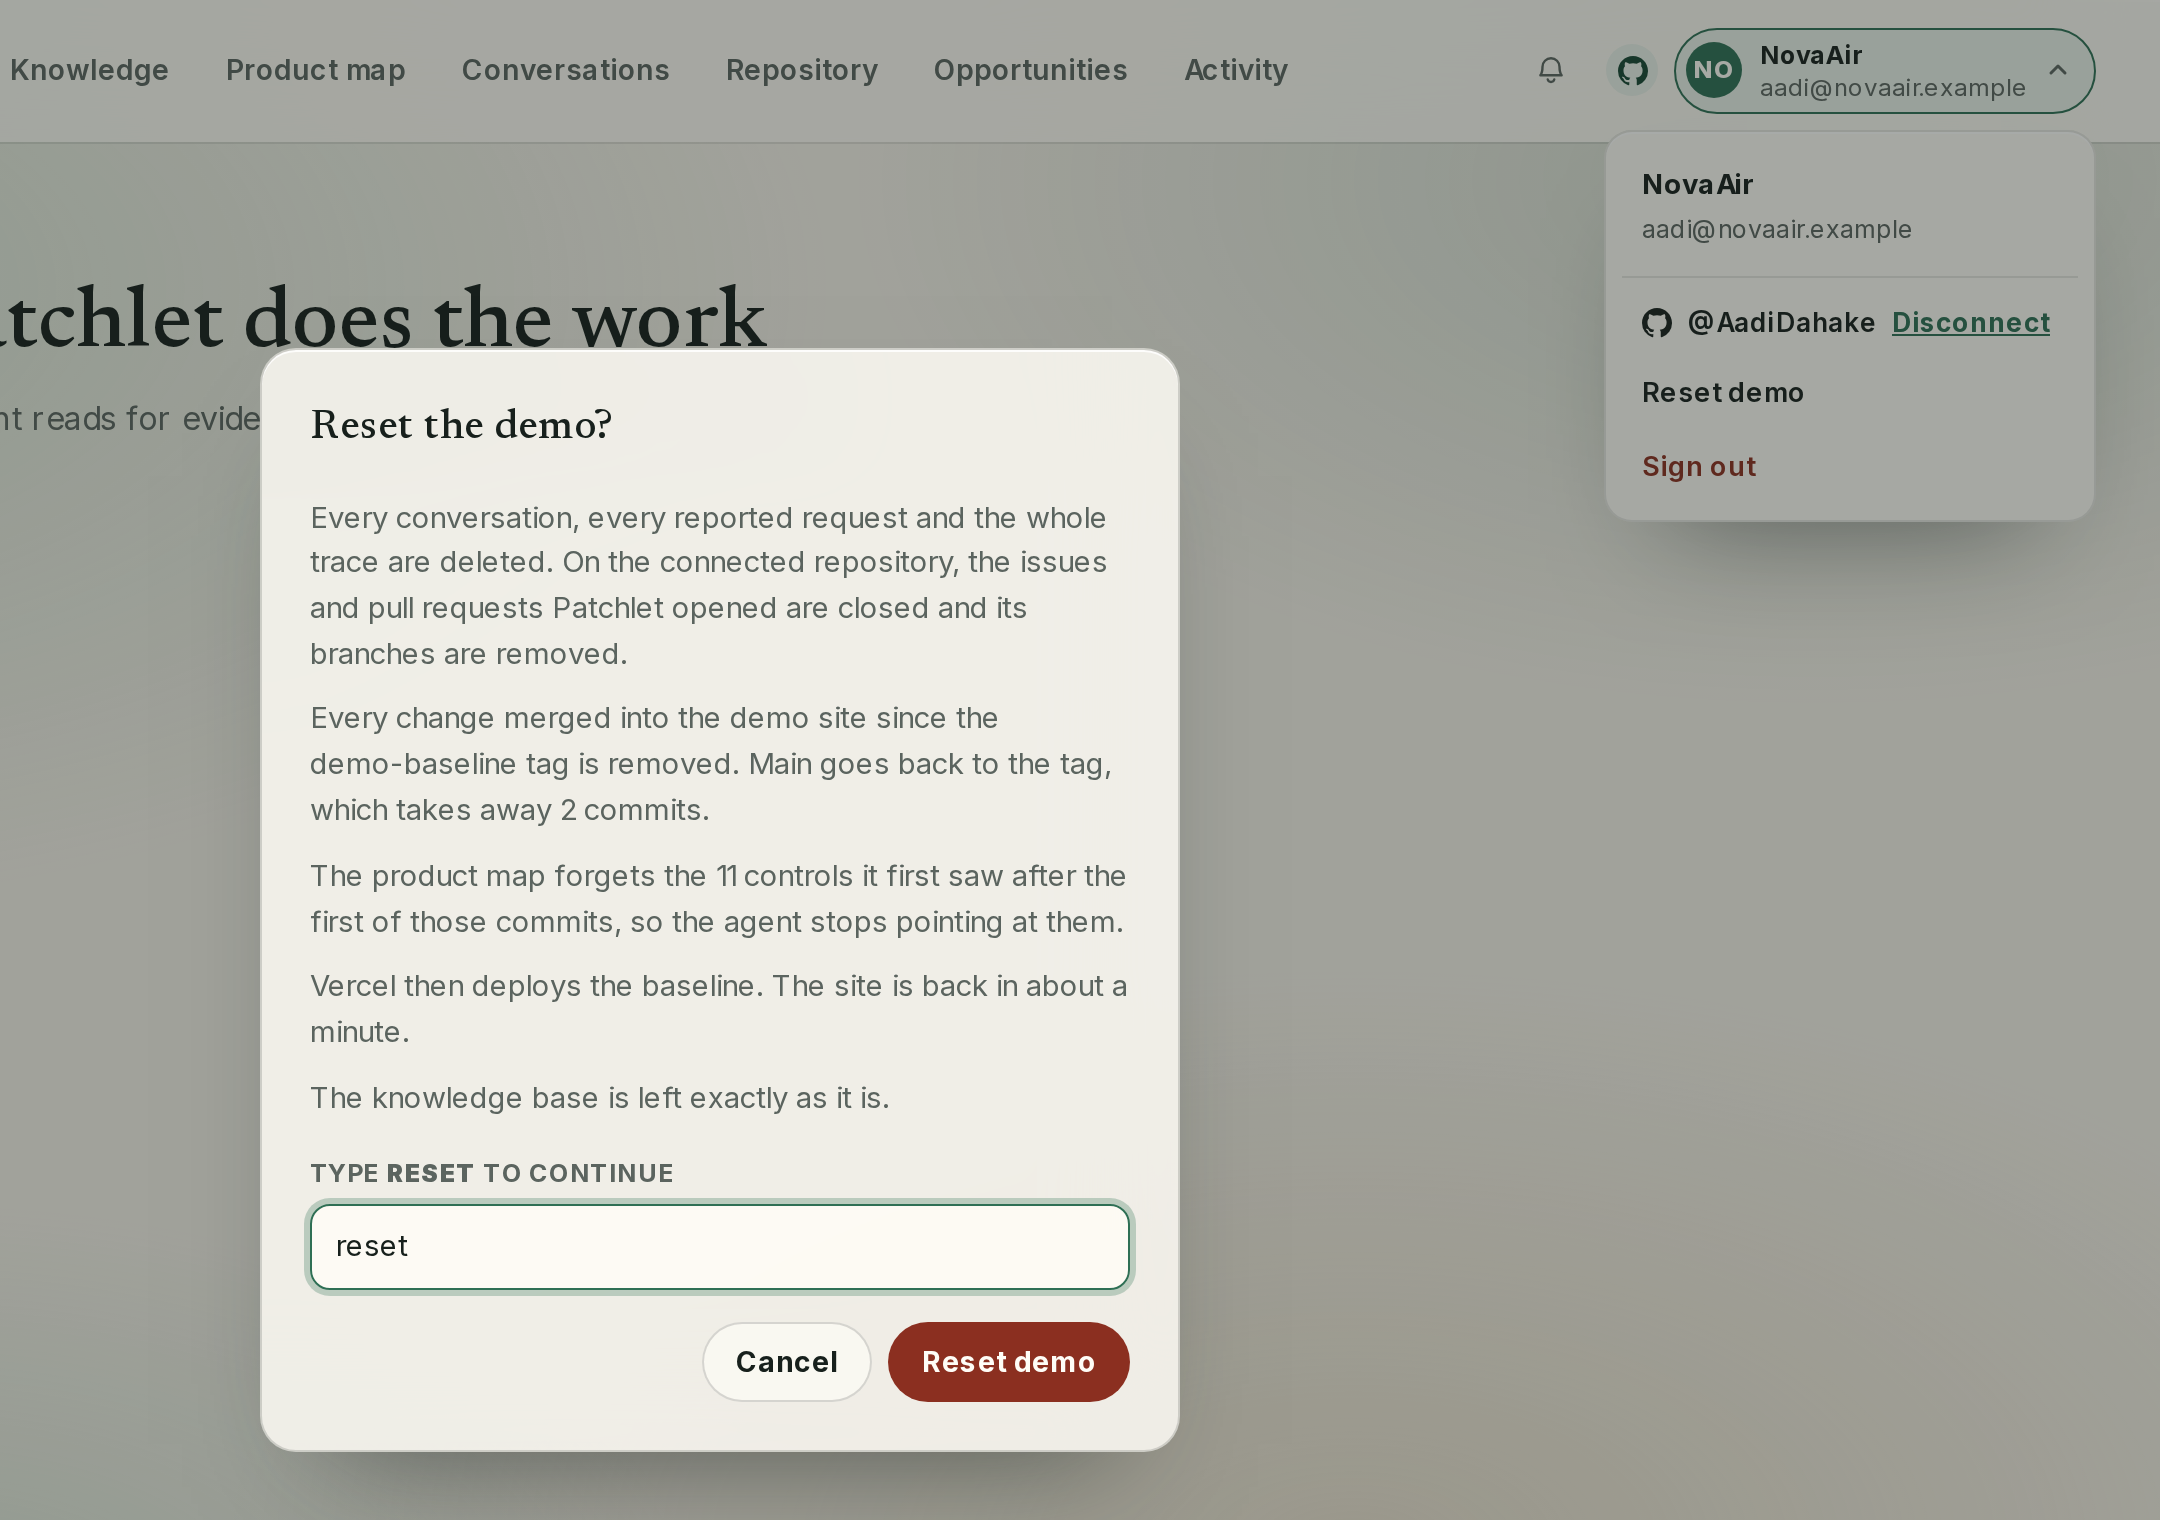 Knowledge
Product map
Conversations
Repository
Opportunities
Activity
NO
NovaAir
aadi@novaair.example
NovaAir
aadi@novaair.example
@AadiDahake Disconnect
Reset demo
Sign out
atchlet does the work
nt reads for evide
Reset the demo?
Every conversation, every reported request and the whole
trace are deleted. On the connected repository, the issues
and pull requests Patchlet opened are closed and its
branches are removed.
Every change merged into the demo site since the
demo-baseline tag is removed. Main goes back to the tag,
which takes away 2 commits.
The product map forgets the 11 controls it first saw after the
first of those commits, so the agent stops pointing at them.
Vercel then deploys the baseline. The site is back in about a
minute.
The knowledge base is left exactly as it is.
TYPE RESET TO CONTINUE
reset
Cancel
Reset demo